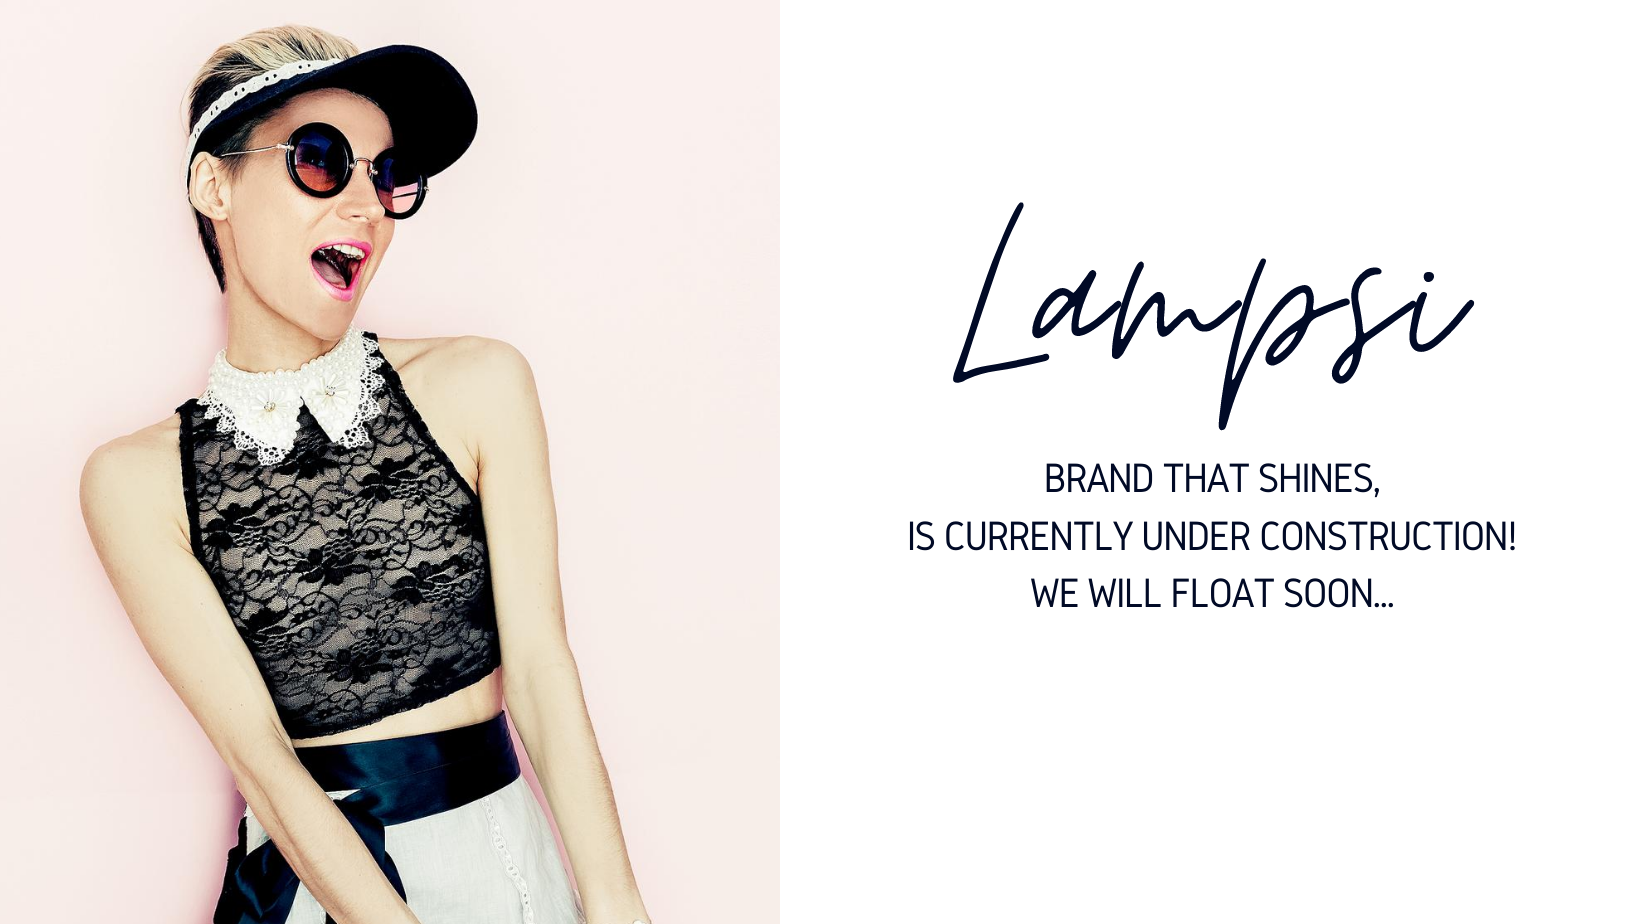 Lampsi
BRAND THAT SHINES,
IS CURRENTLY UNDER CONSTRUCTION!
WE WILL FLOAT SOON...